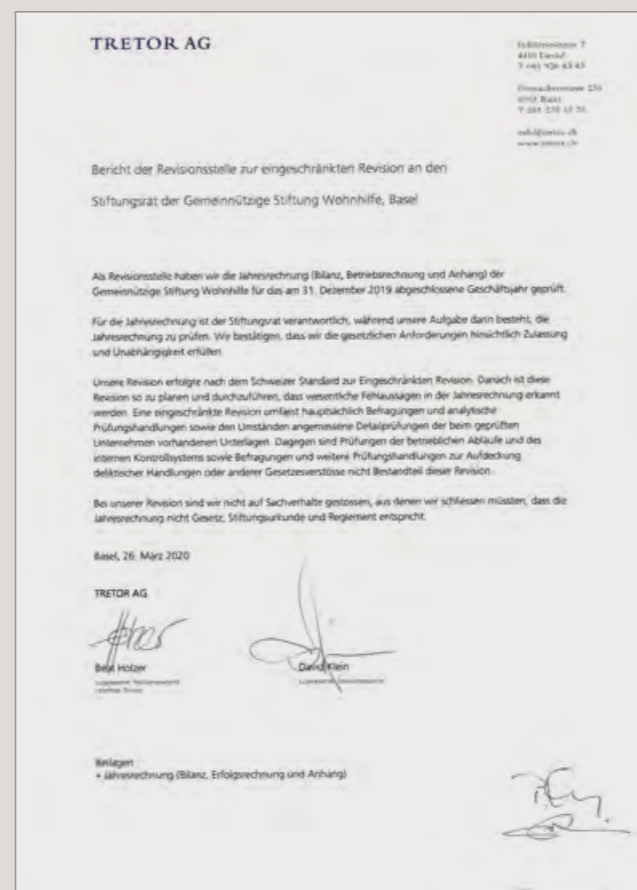 TRETOR AG
4410 Liestal
Bericht der Revisionsstelle zur eingeschränkten Revision an den
Stiftungsrat der Gemeinnützige Stiftung Wohnhilfe, Basel
Als Revisionsstelle haben wir die Jahresrechnung (Bilanz, Betriebsrechnung und Anhang) der
Gemeinnützige Stiftung Wohnhilfe für das am 31. Dezember 2019 abgeschlossene Geschäftsjahr geprüft.
Für die Jahresrechnung ist der Stiftungsrat verantwortlich, während unsere Aufgabe darin besteht, die
Jahresrechnung zu prüfen. Wir bestätigen, dass wir die gesetzlichen Anforderungen hinsichtlich Zulassung
und Unabhängigkeit erfüllen.
Unsere Revision erfolgte nach dem Schweizer Standard zur Eingeschränkten Revision. Danach ist diese
Revision so zu planen und durchzuführen, dass wesentliche Fehlaussagen in der Jahresrechnung erkannt
werden. Eine eingeschränkte Revision umfasst hauptsächlich Befragungen und analytische
Prüfungshandlungen sowie den Umständen angemessene Detailprüfungen der beim geprüften
Unternehmen vorhandenen Unterlagen. Dagegen sind Prüfungen der betrieblichen Abläufe und des
internen Kontrollsystems sowie Befragungen und weitere Prüfungshandlungen zur Aufdeckung
deliktischer Handlungen oder anderer Gesetzesverstösse nicht Bestandteil dieser Revision.
Bei unserer Revision sind wir nicht auf Sachverhalte gestossen, aus denen wir schliessen müssten, dass die
Jahresrechnung nicht Gesetz, Stiftungsurkunde und Reglement entspricht.
Basel, 26. März 2020
TRETOR AG
Beat Holzer
David Klein
Beilagen
+ Jahresrechnung (Bilanz, Erfolgsrechnung und Anhang)